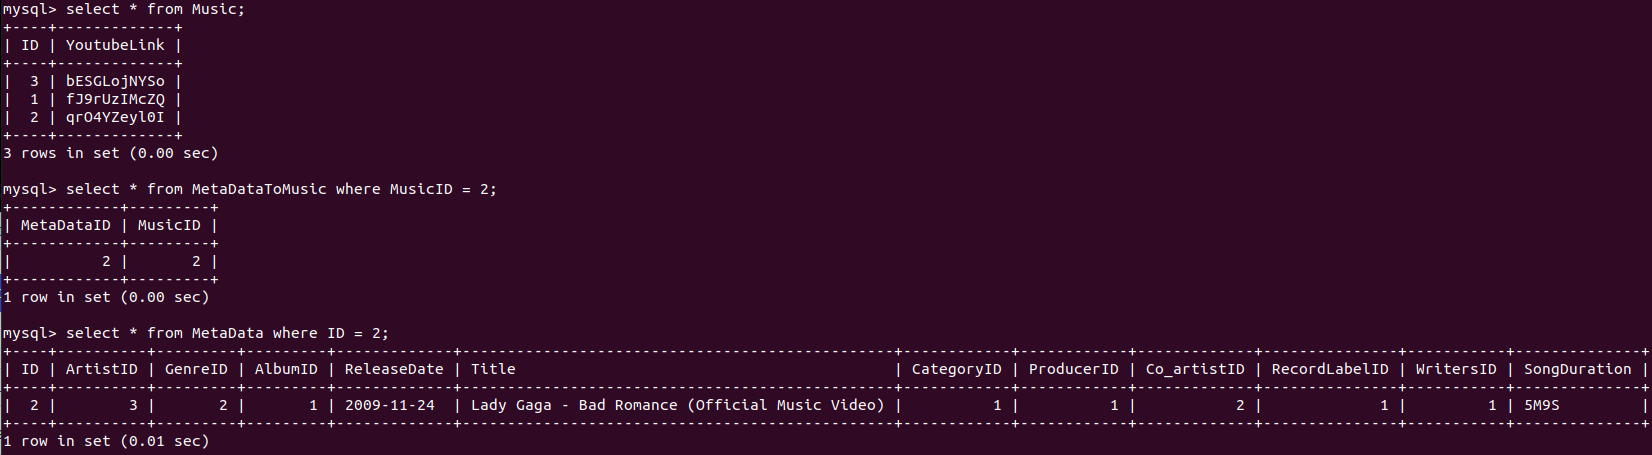 mysql> select * from Music;
+----+-------------+
| ID | YoutubeLink |
+----+-------------+
|  3 | bESGLojNYSo |
|  1 | fJ9rUzIMcZQ |
|  2 | qrO4YZeyl0I |
+----+-------------+
3 rows in set (0.00 sec)
mysql> select * from MetaDataToMusic where MusicID = 2;
+------------+---------+
| MetaDataID | MusicID |
+------------+---------+
|          2 |       2 |
+------------+---------+
1 row in set (0.00 sec)
mysql> select * from MetaData where ID = 2;
+----+----------+---------+---------+-------------+------------------------------------------------+------------+------------+-------------+---------------+-----------+--------------+
| ID | ArtistID | GenreID | AlbumID | ReleaseDate | Title                                          | CategoryID | ProducerID | Co_artistID | RecordLabelID | WritersID | SongDuration |
+----+----------+---------+---------+-------------+------------------------------------------------+------------+------------+-------------+---------------+-----------+--------------+
|  2 |        3 |       2 |       1 | 2009-11-24  | Lady Gaga - Bad Romance (Official Music Video) |          1 |          1 |           2 |             1 |         1 | 5M9S         |
+----+----------+---------+---------+-------------+------------------------------------------------+------------+------------+-------------+---------------+-----------+--------------+
1 row in set (0.01 sec)